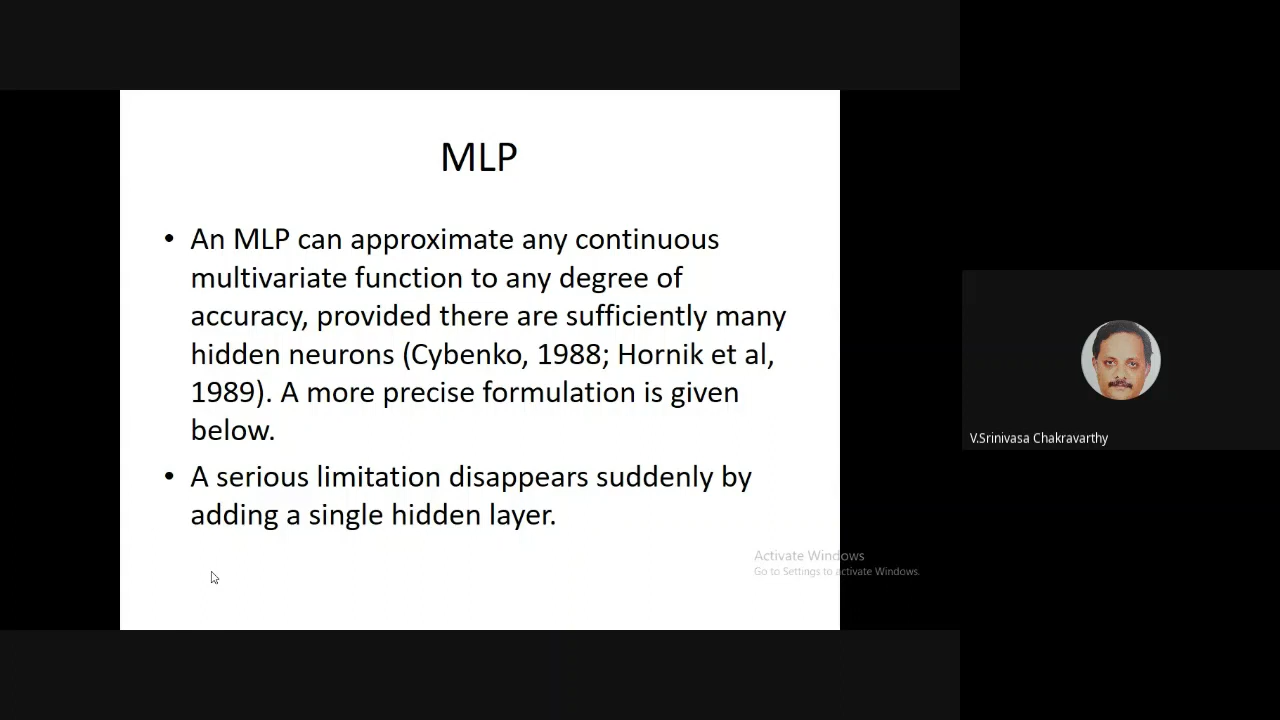 MLP
• An MLP can approximate any continuous
multivariate function to any degree of
accuracy, provided there are sufficiently many
hidden neurons (Cybenko, 1988; Hornik et al,
1989). A more precise formulation is given
below.
• A serious limitation disappears suddenly by
adding a single hidden layer.
Activate Windows
Go to Settings to activate Windows.
V.Srinivasa Chakravarthy